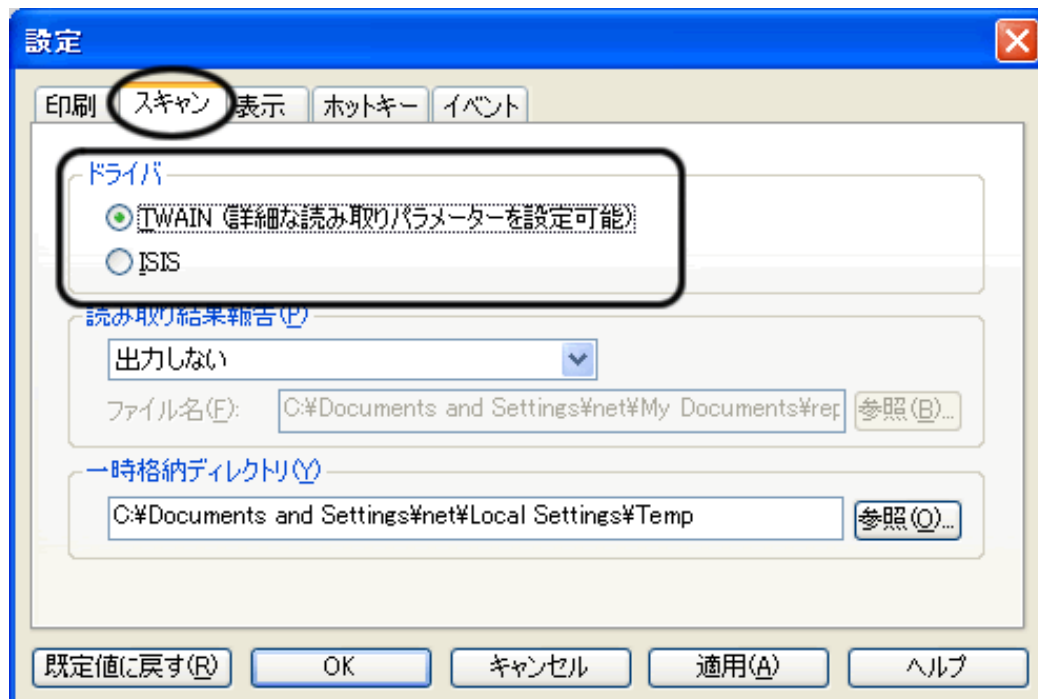 設定
印刷 スキャン 表示 ホットキー イベント
ドライバ
TWAIN (詳細な読み取りパラメーターを設定可能)
ISIS
読み取り結果報告(P)
出力しない
ファイル名(F): C:¥Documents and Settings¥net¥My Documents¥rep 参照(B)...
一時格納ディレクトリ(Y)
C:¥Documents and Settings¥net¥Local Settings¥Temp 参照(O)...
既定値に戻す(R) OK キャンセル 適用(A) ヘルプ